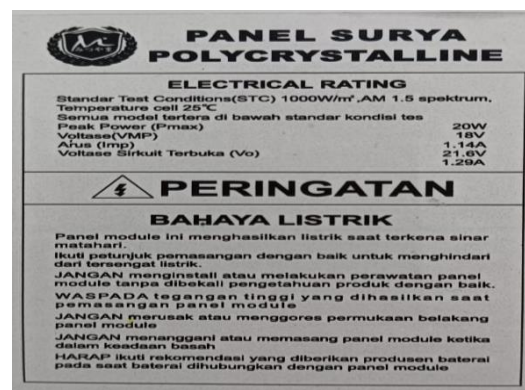 PANEL SURYA
POLYCRYSTALLINE
ELECTRICAL RATING
Standar Test Conditions(STC) 1000W/m²,AM 1.5 spektrum,
Temperature cell 25℃
Semua model tertera di bawah standar kondisi tes
Peak Power (Pmax) 20W
Voltase(VMP) 18V
Arus (Imp) 1.14A
Voltase Sirkuit Terbuka (Vo) 21.6V
1.29A
PERINGATAN
BAHAYA LISTRIK
Panel module ini menghasilkan listrik saat terkena sinar
matahari.
Ikuti petunjuk pemasangan dengan baik untuk menghindari
dari tersengat listrik.
JANGAN menginstall atau melakukan perawatan panel
module tanpa dibekali pengetahuan produk dengan baik.
WASPADA tegangan tinggi yang dihasilkan saat
pemasangan panel module
JANGAN merusak atau menggores permukaan belakang
panel module
JANGAN menangani atau memasang panel module ketika
dalam keadaan basah
HARAP ikuti rekomendasi yang diberikan produsen baterai
pada saat baterai dihubungkan dengan panel module